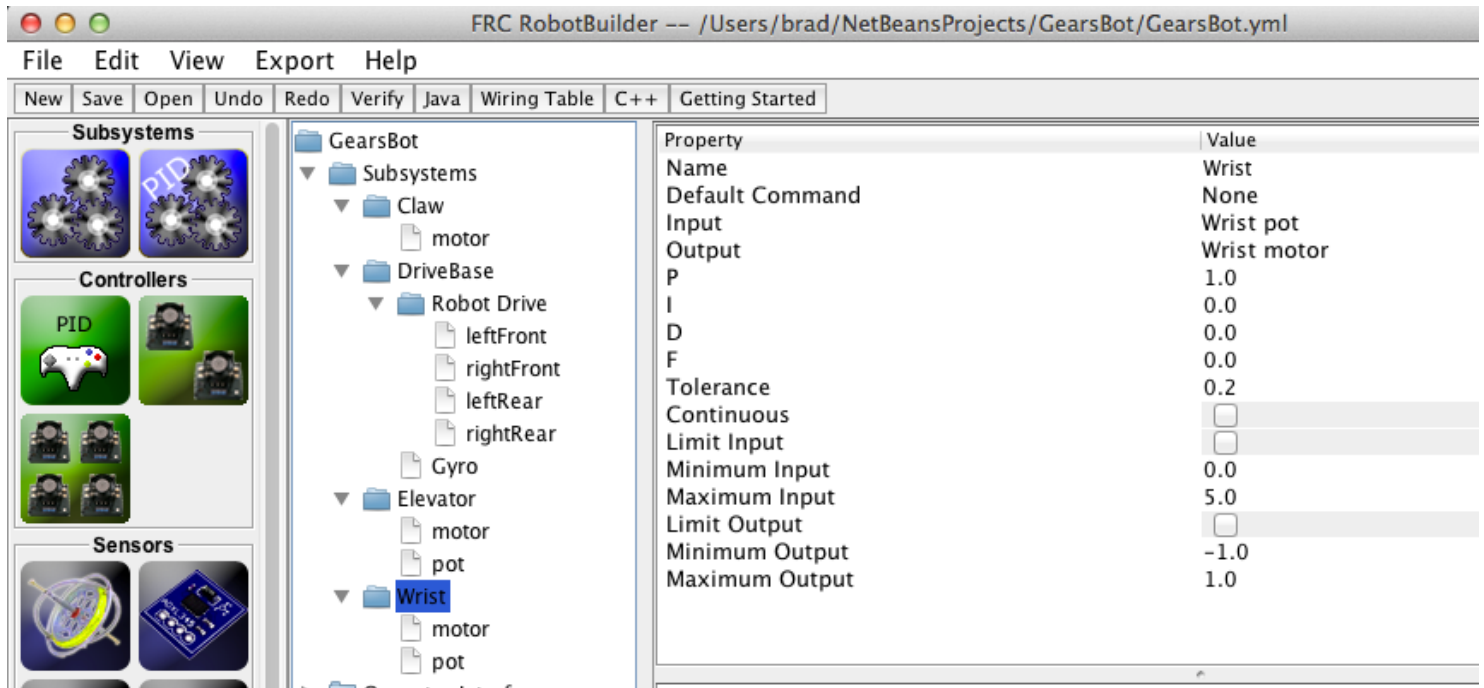 FRC RobotBuilder -- /Users/brad/NetBeansProjects/GearsBot/GearsBot.yml
File Edit View Export Help
New Save Open Undo Redo Verify Java Wiring Table C++ Getting Started
Subsystems
PID
Controllers
PID
Sensors
GearsBot
Subsystems
Claw
motor
DriveBase
Robot Drive
leftFront
rightFront
leftRear
rightRear
Gyro
Elevator
motor
pot
Wrist
motor
pot
Property Value
Name Wrist
Default Command None
Input Wrist pot
Output Wrist motor
P 1.0
I 0.0
D 0.0
F 0.0
Tolerance 0.2
Continuous
Limit Input
Minimum Input 0.0
Maximum Input 5.0
Limit Output
Minimum Output -1.0
Maximum Output 1.0